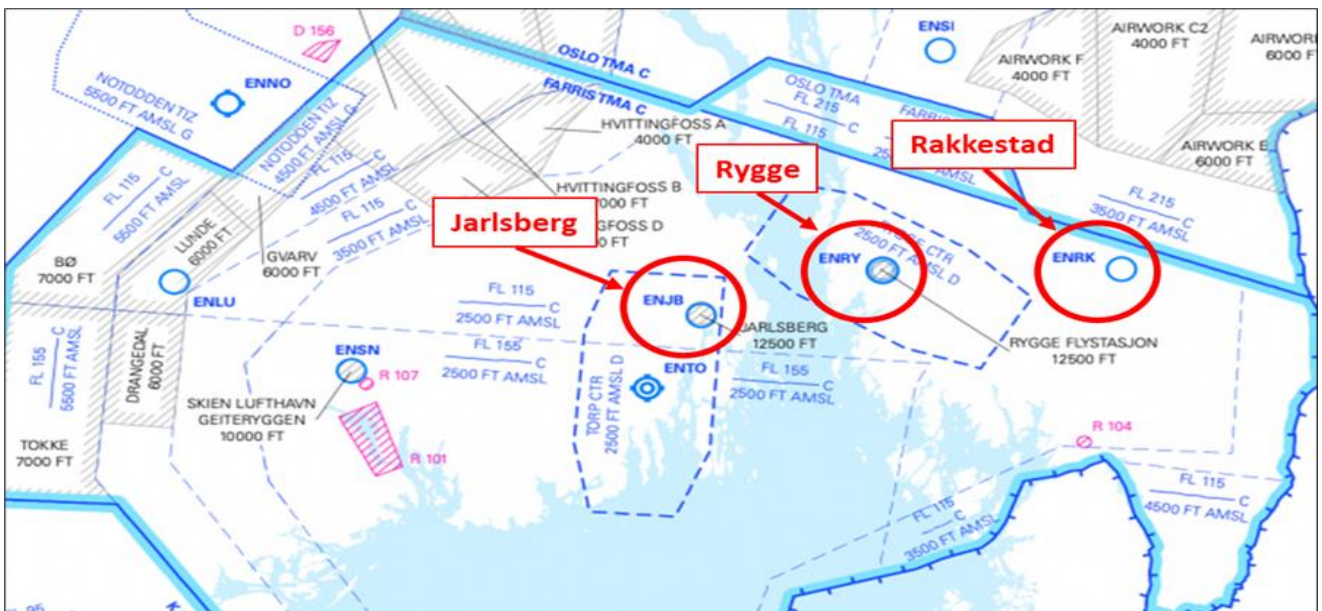 D 156
ENNO
NOTODDEN TIZ
5500 FT AMSL G
NOTODDEN TIZ
4500 FT AMSL G
OSLO TMA C
FARRIS TMA C
ENSI
AIRWORK C2
4000 FT
AIRWORK F
4000 FT
6000 FT
AIRWORK E
6000 FT
OSLO TMA
FL 215
C
FL 115
HVITTINGFOSS A
4000 FT
HVITTINGFOSS B
Rakkestad
Rygge
Jarlsberg
FL 115
C
5500 FT AMSL
FL 115
C
4500 FT AMSL
FL 115
C
3500 FT AMSL
LUNDE
6000 FT
GVARV
6000 FT
BØ
7000 FT
ENLU
FL 215
C
3500 FT AMSL
2500 FT AMSL D
ENRY
ENRK
RYGGE FLYSTASJON
12500 FT
ENJB
JARLSBERG
12500 FT
FL 115
C
2500 FT AMSL
FL 155
C
2500 FT AMSL
FL 155
C
2500 FT AMSL
FL 155
C
5500 FT AMSL
DRANGEDAL
6000 FT
TOKKE
7000 FT
ENSN
R 107
SKIEN LUFTHAVN
GEITERYGGEN
10000 FT
R 101
ENTO
TORP CTR
2500 FT AMSL D
R 104
FL 115
C
3500 FT AMSL
FL 115
C
4500 FT AMSL